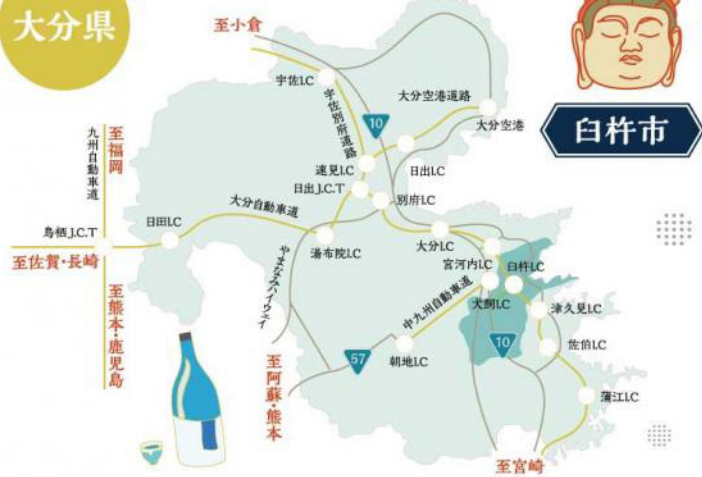 大分県
至小倉
宇佐I.C
宇佐別府道路
10
大分空港道路
大分空港
臼杵市
至福岡
九州自動車道
速見I.C
日出I.C
日出J.C.T
別府I.C
大分自動車道
日田I.C
鳥栖J.C.T
至佐賀・長崎
湯布院I.C
大分I.C
宮河内I.C
臼杵I.C
やまなみハイウェイ
中九州自動車道
犬飼I.C
津久見I.C
至熊本・鹿児島
10
佐伯I.C
57
朝地I.C
至阿蘇・熊本
蒲江I.C
至宮崎